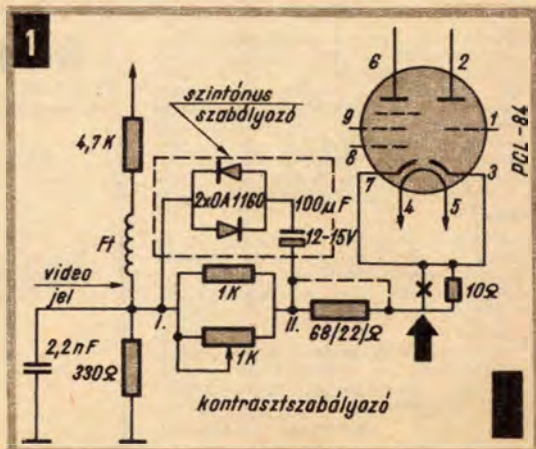 1
6
2
9
8
1
7
3
4
5
PCL-84
szintónus
szabályozó
4,7K
2xOA1160
100µF
12-15V
Ft
video
jel
1K
I.
II.
10Ω
68/22/Ω
1K
2,2nF
330Ω
kontrasztszabályozó